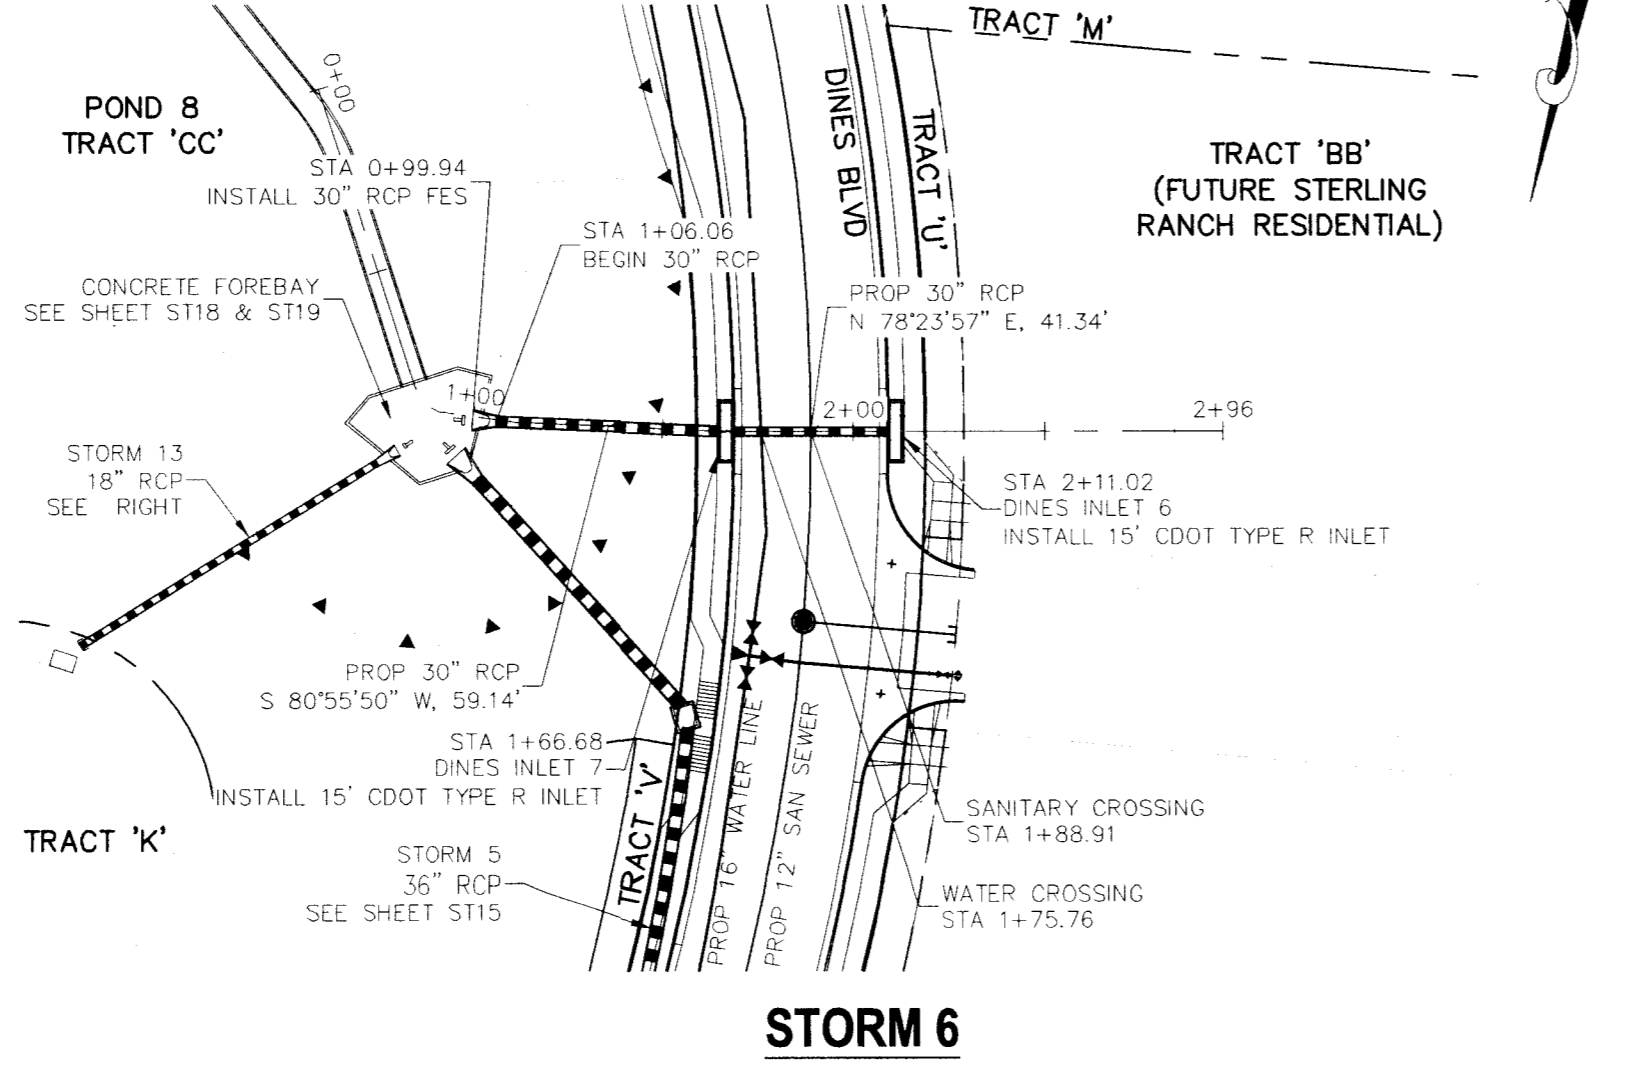 TRACT 'M'
0+00
POND 8
TRACT 'CC'
DINES BLVD
TRACT 'U'
TRACT 'BB'
(FUTURE STERLING
RANCH RESIDENTIAL)
STA 0+99.94
INSTALL 30" RCP FES
STA 1+06.06
BEGIN 30" RCP
CONCRETE FOREBAY
SEE SHEET ST18 & ST19
PROP 30" RCP
N 78°23'57" E, 41.34'
1+00
2+00
2+96
STORM 13
18" RCP
SEE RIGHT
STA 2+11.02
DINES INLET 6
INSTALL 15' CDOT TYPE R INLET
PROP 30" RCP
S 80°55'50" W, 59.14'
STA 1+66.68
DINES INLET 7
INSTALL 15' CDOT TYPE R INLET
TRACT 'V'
PROP 16" WATER LINE
PROP 12" SAN SEWER
SANITARY CROSSING
STA 1+88.91
TRACT 'K'
STORM 5
36" RCP
SEE SHEET ST15
WATER CROSSING
STA 1+75.76
STORM 6